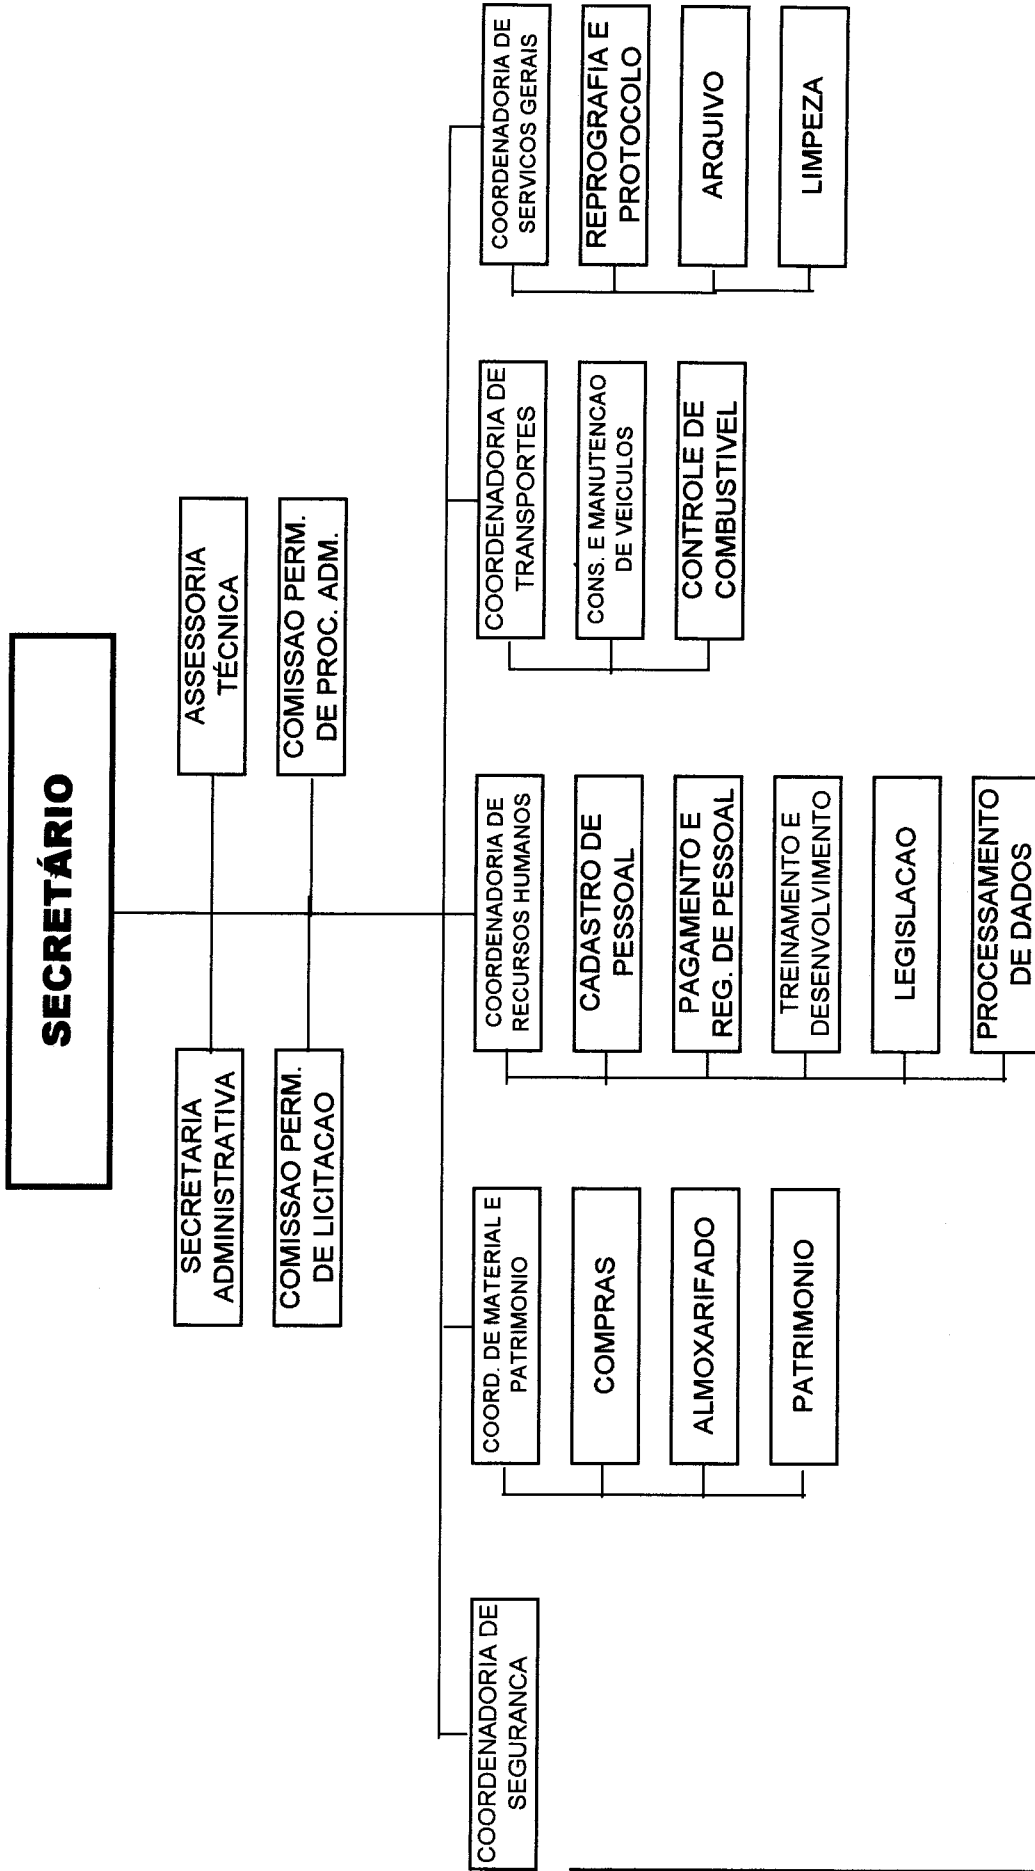 SECRETÁRIO
SECRETARIA
ADMINISTRATIVA
ASSESSORIA
TÉCNICA
COMISSAO PERM.
DE LICITACAO
COMISSAO PERM.
DE PROC. ADM.
COORDENADORIA DE
SEGURANCA
COORD. DE MATERIAL E
PATRIMONIO
COMPRAS
ALMOXARIFADO
PATRIMONIO
COORDENADORIA DE
RECURSOS HUMANOS
CADASTRO DE
PESSOAL
PAGAMENTO E
REG. DE PESSOAL
TREINAMENTO E
DESENVOLVIMENTO
LEGISLACAO
PROCESSAMENTO
DE DADOS
COORDENADORIA DE
TRANSPORTES
CONS. E MANUTENCAO
DE VEICULOS
CONTROLE DE
COMBUSTIVEL
COORDENADORIA DE
SERVICOS GERAIS
REPROGRAFIA E
PROTOCOLO
ARQUIVO
LIMPEZA